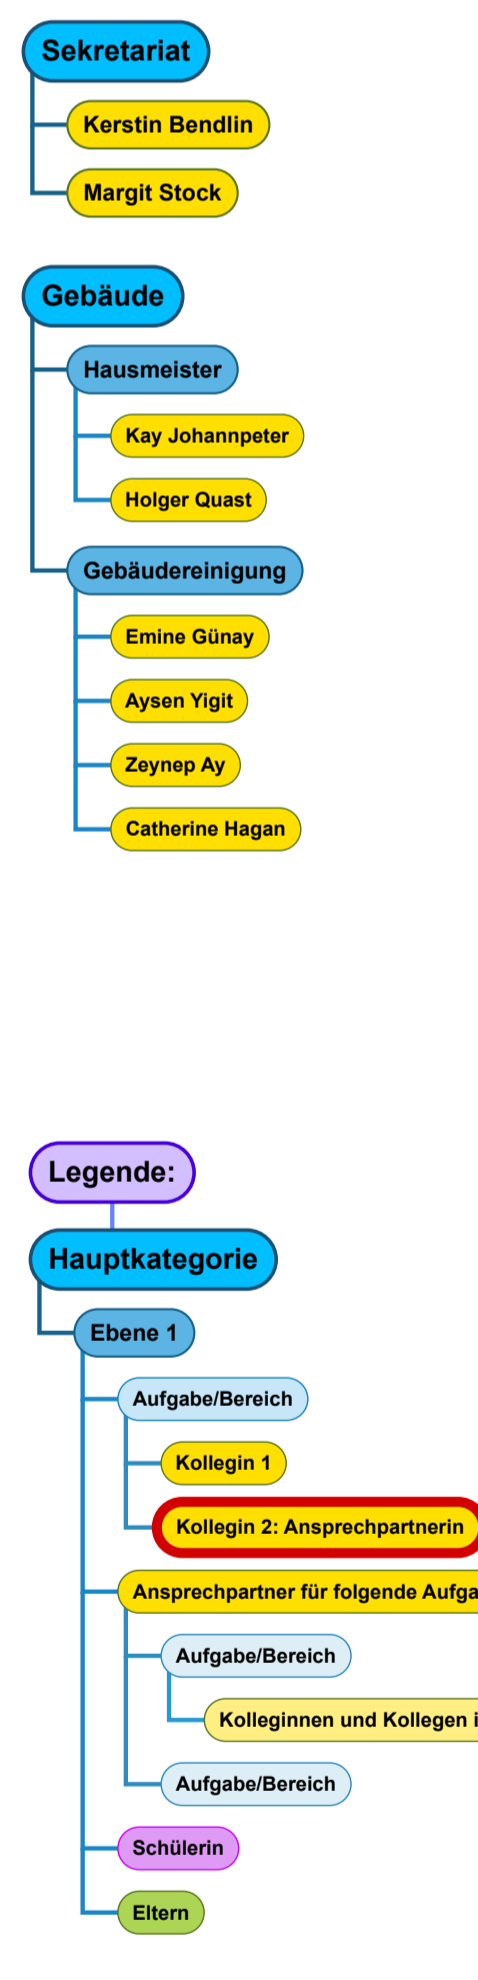 Sekretariat
Kerstin Bendlin
Margit Stock
Gebäude
Hausmeister
Kay Johannpeter
Holger Quast
Gebäudereinigung
Emine Günay
Aysen Yigit
Zeynep Ay
Catherine Hagan
Legende:
Hauptkategorie
Ebene 1
Aufgabe/Bereich
Kollegin 1
Kollegin 2: Ansprechpartnerin
Ansprechpartner für folgende Aufga
Aufgabe/Bereich
Kolleginnen und Kollegen i
Aufgabe/Bereich
Schülerin
Eltern